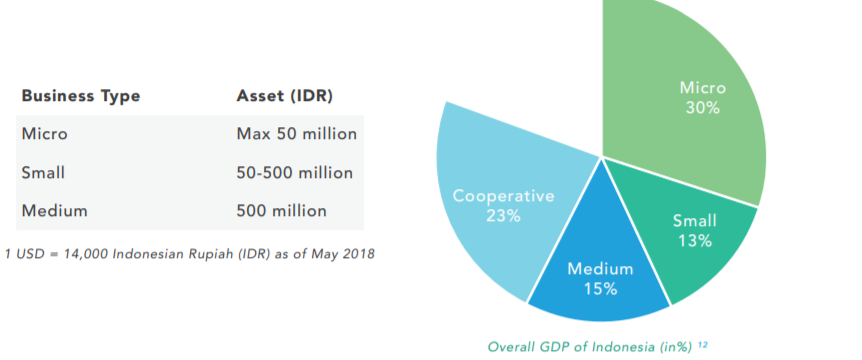 Business Type Asset (IDR)
Micro Max 50 million
Small 50-500 million
Medium 500 million
1 USD = 14,000 Indonesian Rupiah (IDR) as of May 2018
Micro
30%
Small
13%
Medium
15%
Cooperative
23%
Overall GDP of Indonesia (in%) 12